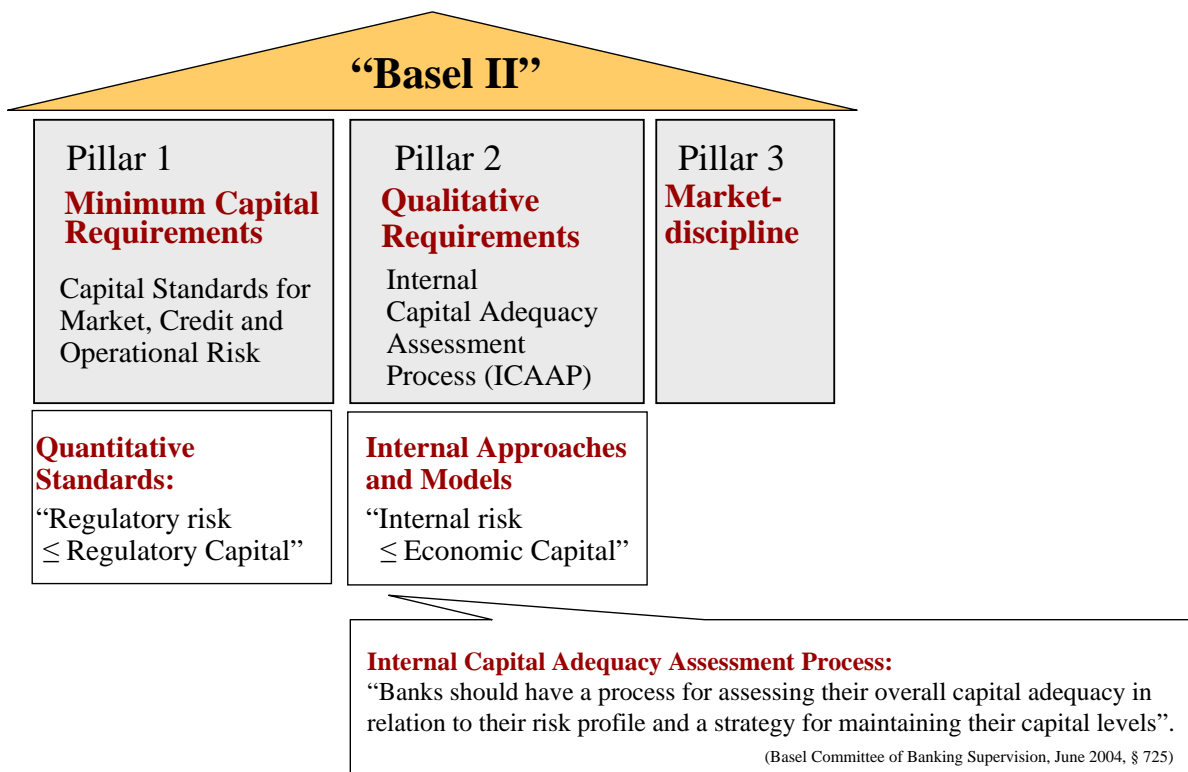 “Basel II”
Pillar 1
Minimum Capital
Requirements
Capital Standards for
Market, Credit and
Operational Risk
Pillar 2
Qualitative
Requirements
Internal
Capital Adequacy
Assessment
Process (ICAAP)
Pillar 3
Market-
discipline
Quantitative
Standards:
“Regulatory risk
≤ Regulatory Capital”
Internal Approaches
and Models
“Internal risk
≤ Economic Capital”
Internal Capital Adequacy Assessment Process:
“Banks should have a process for assessing their overall capital adequacy in
relation to their risk profile and a strategy for maintaining their capital levels”.
(Basel Committee of Banking Supervision, June 2004, § 725)